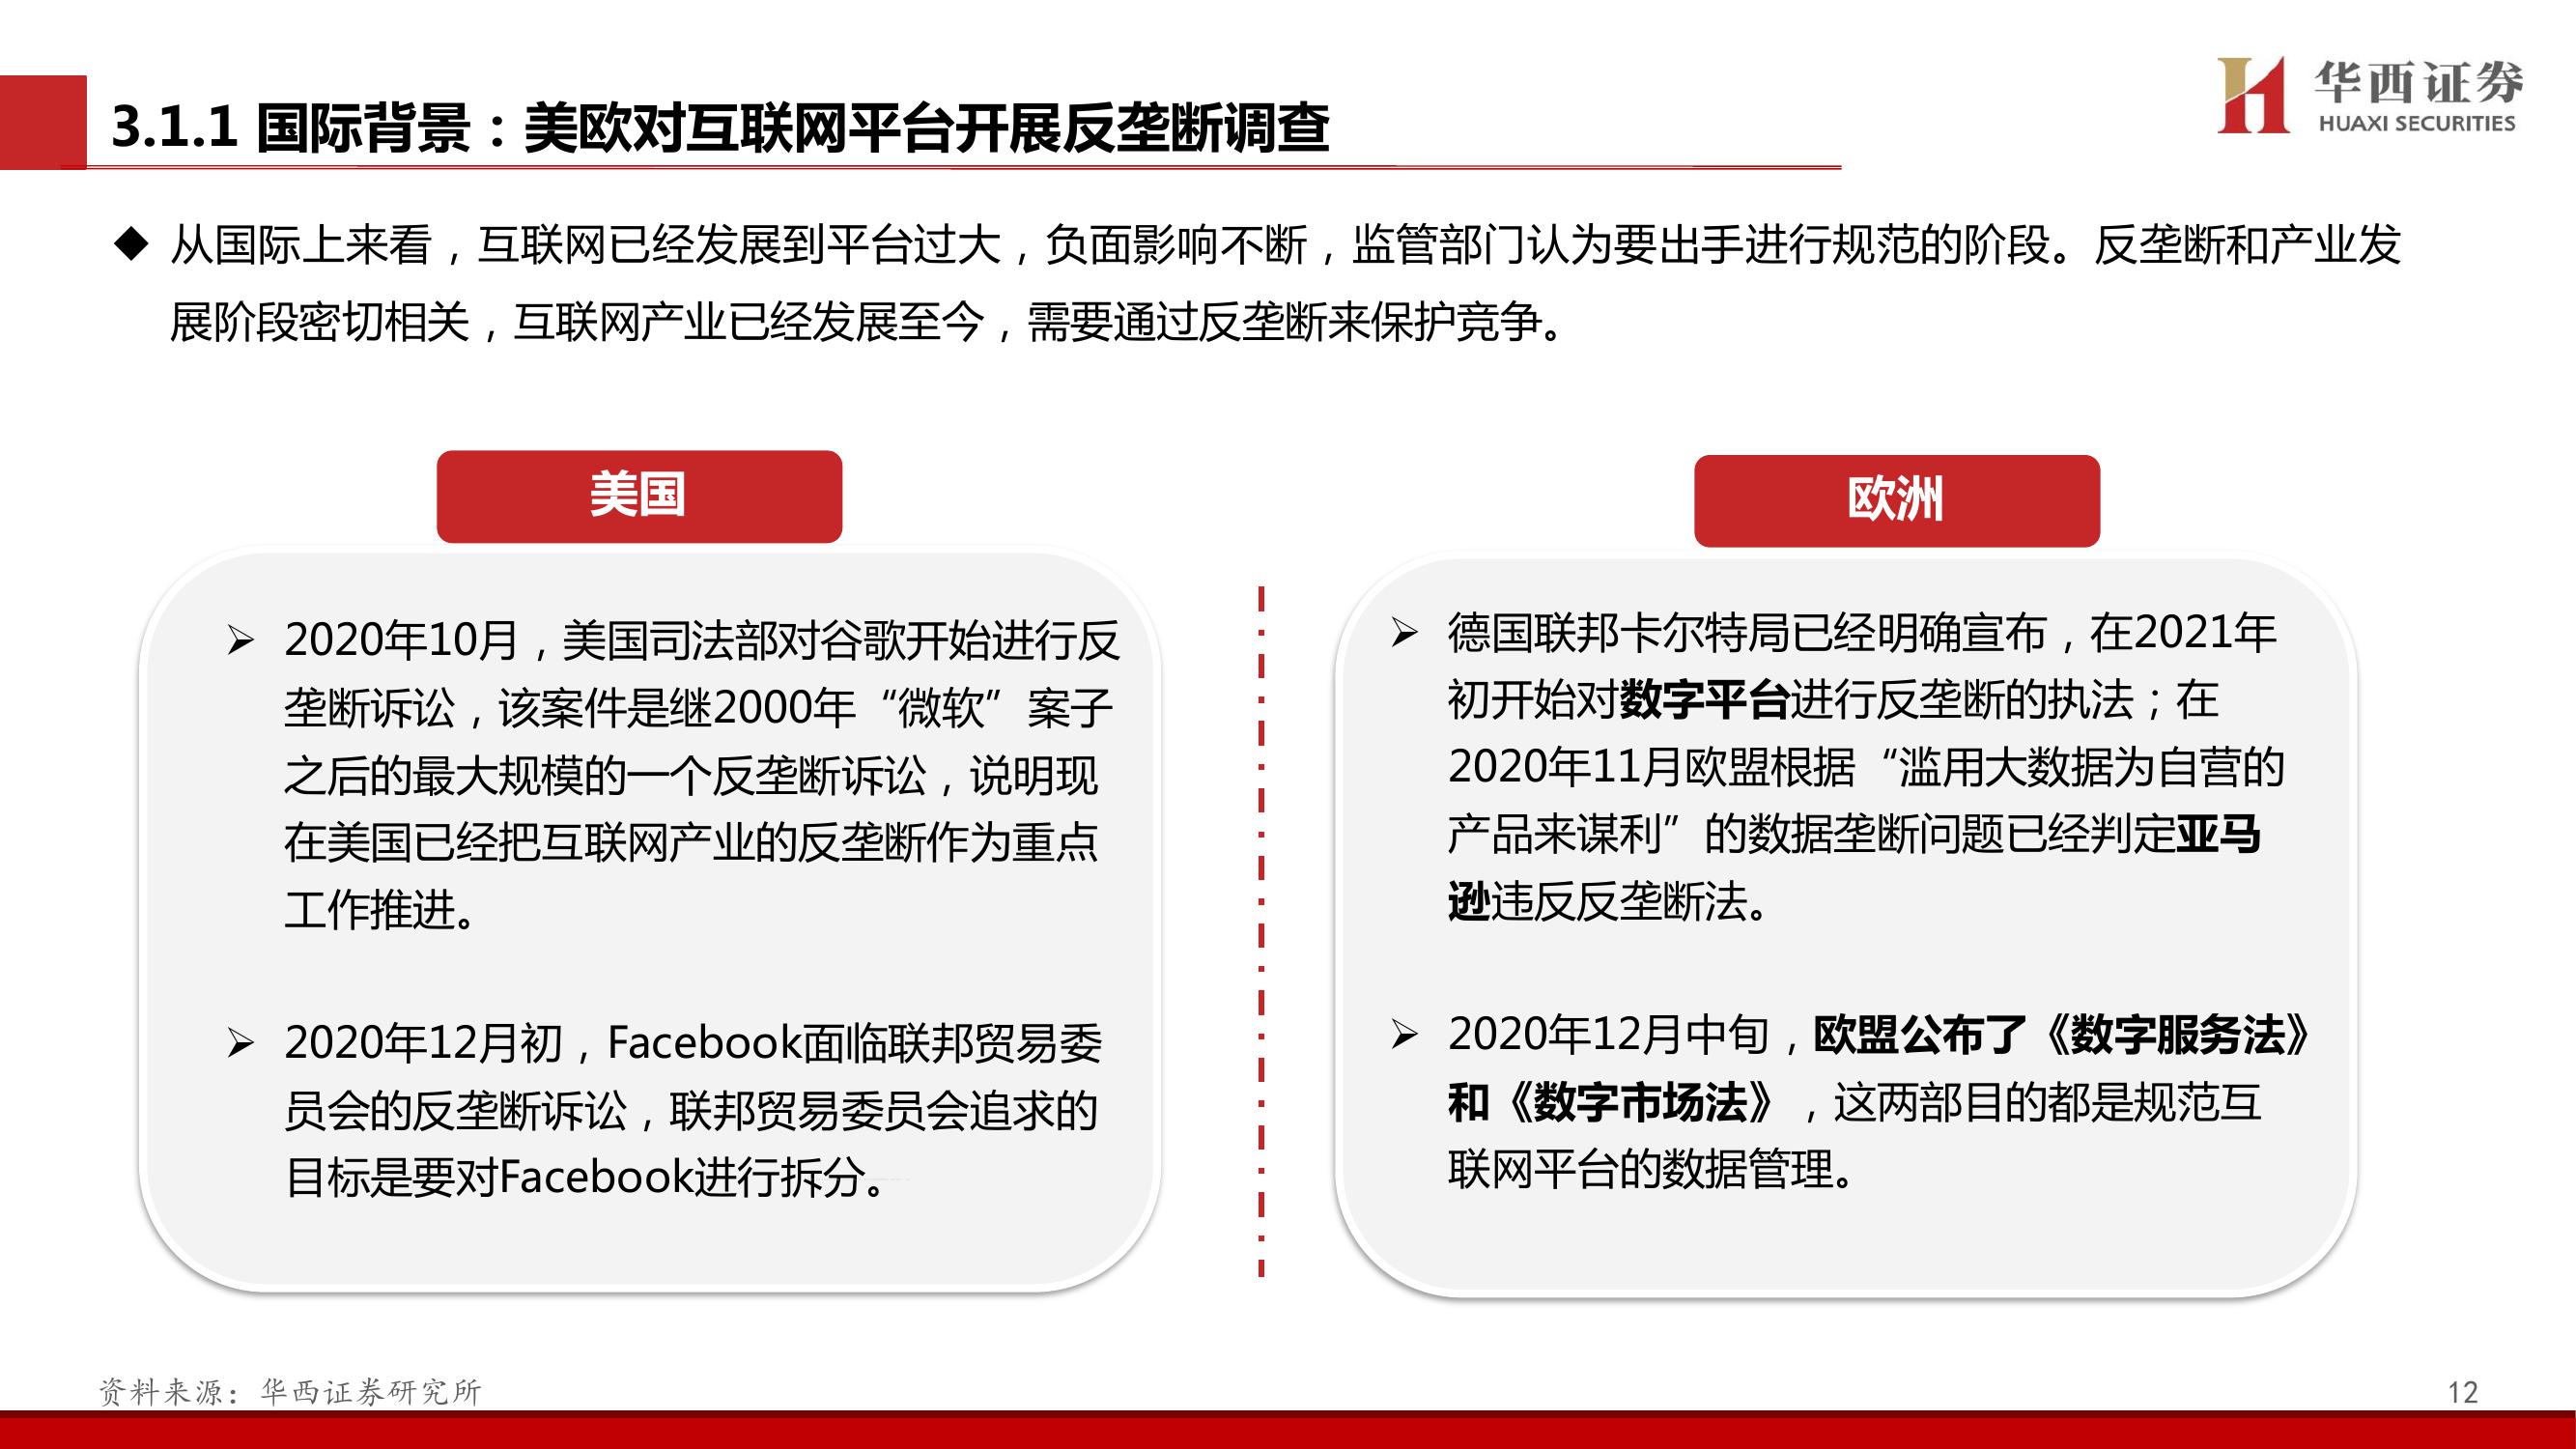 3.1.1 国际背景：美欧对互联网平台开展反垄断调查
华西证券
HUAXI SECURITIES
◆ 从国际上来看，互联网已经发展到平台过大，负面影响不断，监管部门认为要出手进行规范的阶段。反垄断和产业发
展阶段密切相关，互联网产业已经发展至今，需要通过反垄断来保护竞争。
美国
➢ 2020年10月，美国司法部对谷歌开始进行反
垄断诉讼，该案件是继2000年“微软”案子
之后的最大规模的一个反垄断诉讼，说明现
在美国已经把互联网产业的反垄断作为重点
工作推进。
➢ 2020年12月初，Facebook面临联邦贸易委
员会的反垄断诉讼，联邦贸易委员会追求的
目标是要对Facebook进行拆分。
欧洲
➢ 德国联邦卡尔特局已经明确宣布，在2021年
初开始对数字平台进行反垄断的执法；在
2020年11月欧盟根据“滥用大数据为自营的
产品来谋利”的数据垄断问题已经判定亚马
逊违反反垄断法。
➢ 2020年12月中旬，欧盟公布了《数字服务法》
和《数字市场法》，这两部目的都是规范互
联网平台的数据管理。
资料来源：华西证券研究所
12